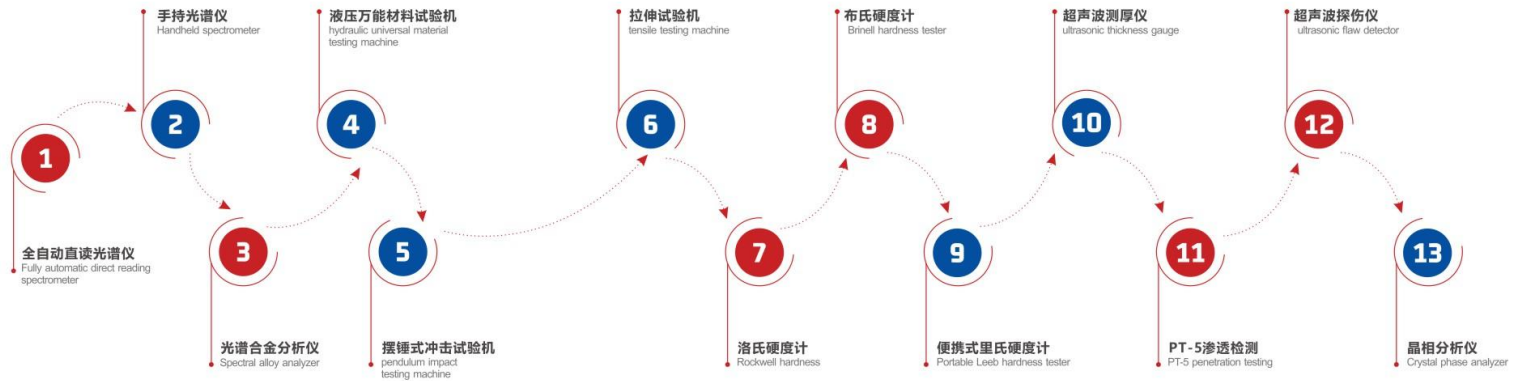 1
全自动直读光谱仪
Fully automatic direct reading
spectrometer
2
手持光谱仪
Handheld spectrometer
3
光谱合金分析仪
Spectral alloy analyzer
4
液压万能材料试验机
hydraulic universal material
testing machine
5
摆锤式冲击试验机
pendulum impact
testing machine
6
拉伸试验机
tensile testing machine
7
洛氏硬度计
Rockwell hardness
8
布氏硬度计
Brinell hardness tester
9
便携式里氏硬度计
Portable Leeb hardness tester
10
超声波测厚仪
ultrasonic thickness gauge
11
PT-5渗透检测
PT-5 penetration testing
12
超声波探伤仪
ultrasonic flaw detector
13
晶相分析仪
Crystal phase analyzer